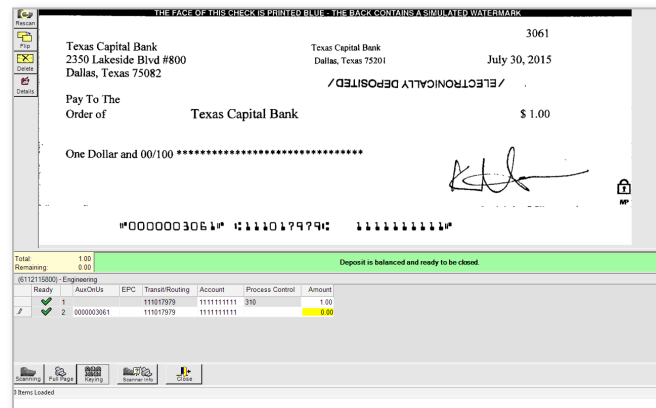 THE FACE OF THIS CHECK IS PRINTED BLUE - THE BACK CONTAINS A SIMULATED WATERMARK
Rescan
Flip
Delete
Details
3061
Texas Capital Bank
2350 Lakeside Blvd #800
Dallas, Texas 75082
Texas Capital Bank
Dallas, Texas 75201
July 30, 2015
/ELECTRONICALLY DEPOSITED/
Pay To The
Order of Texas Capital Bank $ 1.00
One Dollar and 00/100 ********************************
MP
⑈0000003061⑈ ⑆111017979⑆ 1111111111⑈
Total: 1.00
Remaining: 0.00
Deposit is balanced and ready to be closed.
(6112115800) - Engineering
Ready AuxOnUs EPC Transit/Routing Account Process Control Amount
1 111017979 1111111111 310 1.00
2 0000003061 111017979 1111111111 0.00
Scanning Pull Page Keying Scanner Info Close
Items Loaded